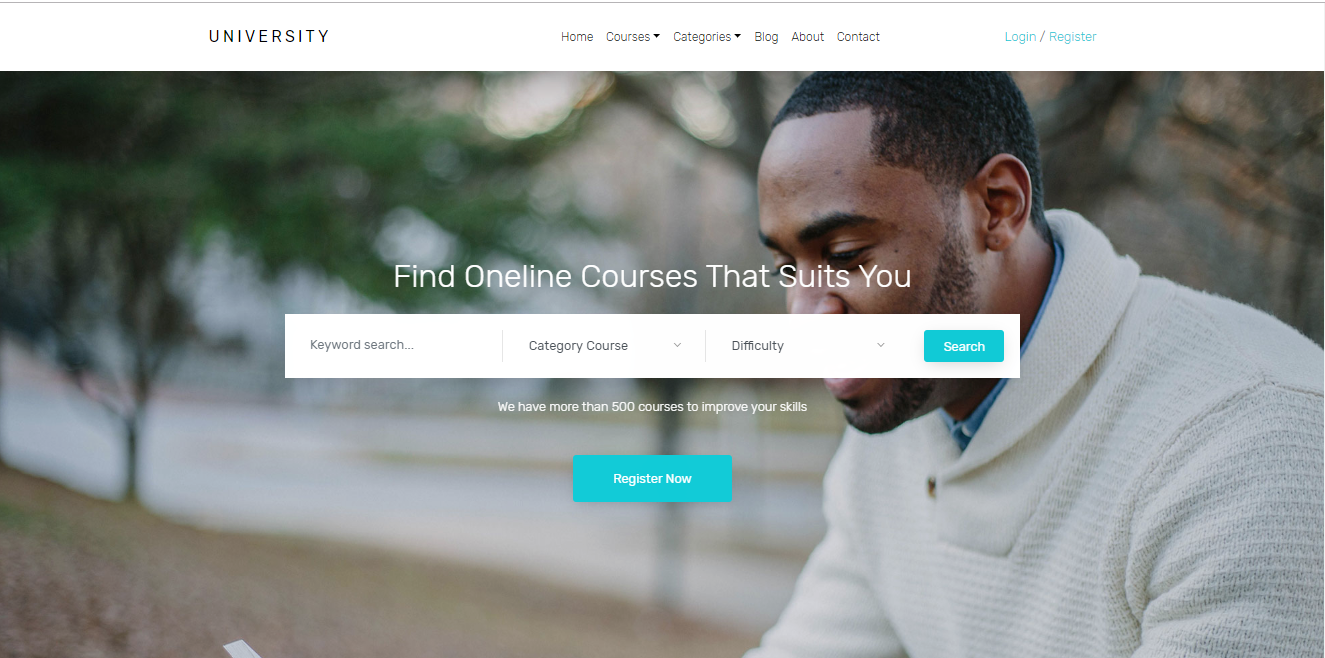 UNIVERSITY
Home Courses Categories Blog About Contact
Login / Register
Find Oneline Courses That Suits You
Keyword search...
Category Course
Difficulty
Search
We have more than 500 courses to improve your skills
Register Now